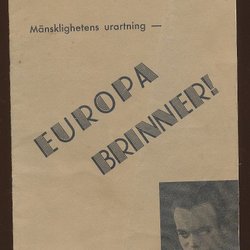 Mänsklighetens urartning —
EUROPA
BRINNER!